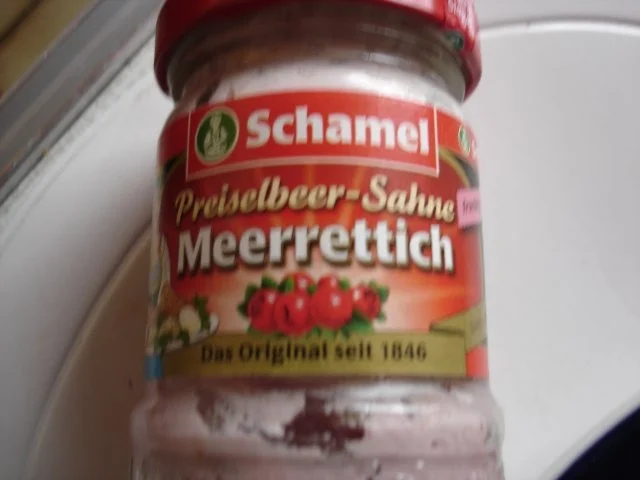 Schamel
Preiselbeer-Sahne
Meerrettich
Das Original seit 1846